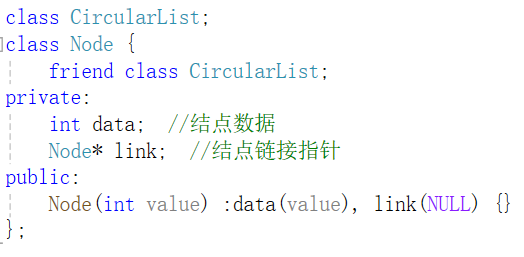 class CircularList;
class Node {
friend class CircularList;
private:
int data; //结点数据
Node* link; //结点链接指针
public:
Node(int value) :data(value), link(NULL) {}
};